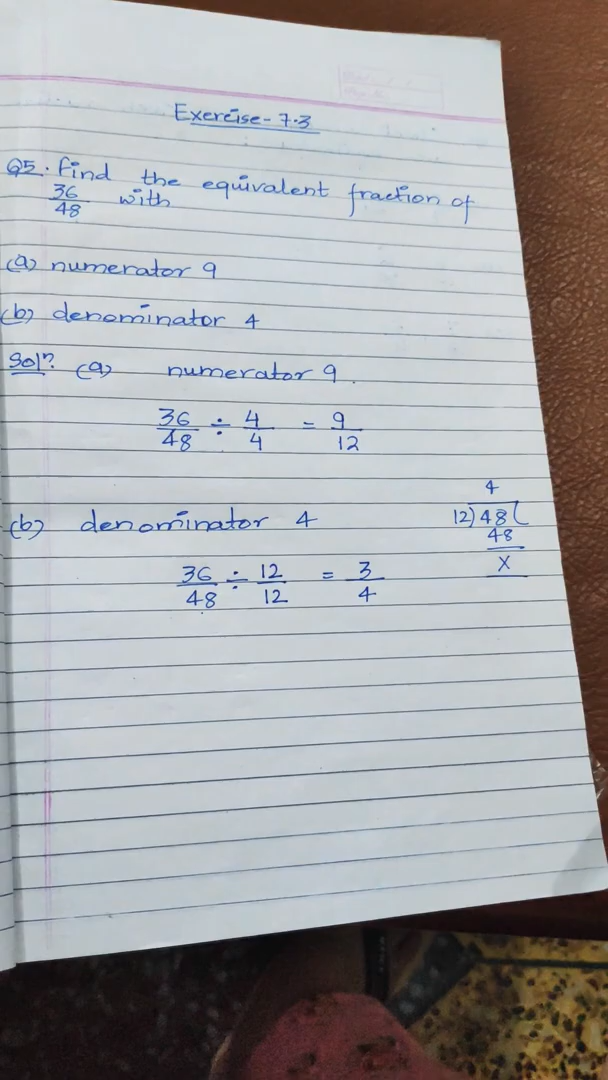 Exercise-7.3
Q5. Find the equivalent fraction of
36/48 with
(a) numerator 9
(b) denominator 4
Sol? (a) numerator 9.
36/48 ÷ 4/4 = 9/12
(b) denominator 4
36/48 ÷ 12/12 = 3/4
4
12)48(
48
X